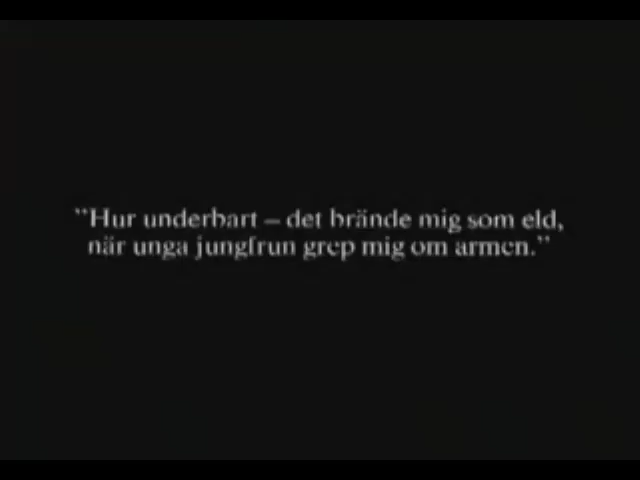 ”Hur underbart – det brände mig som eld,
när unga jungfrun grep mig om armen.”